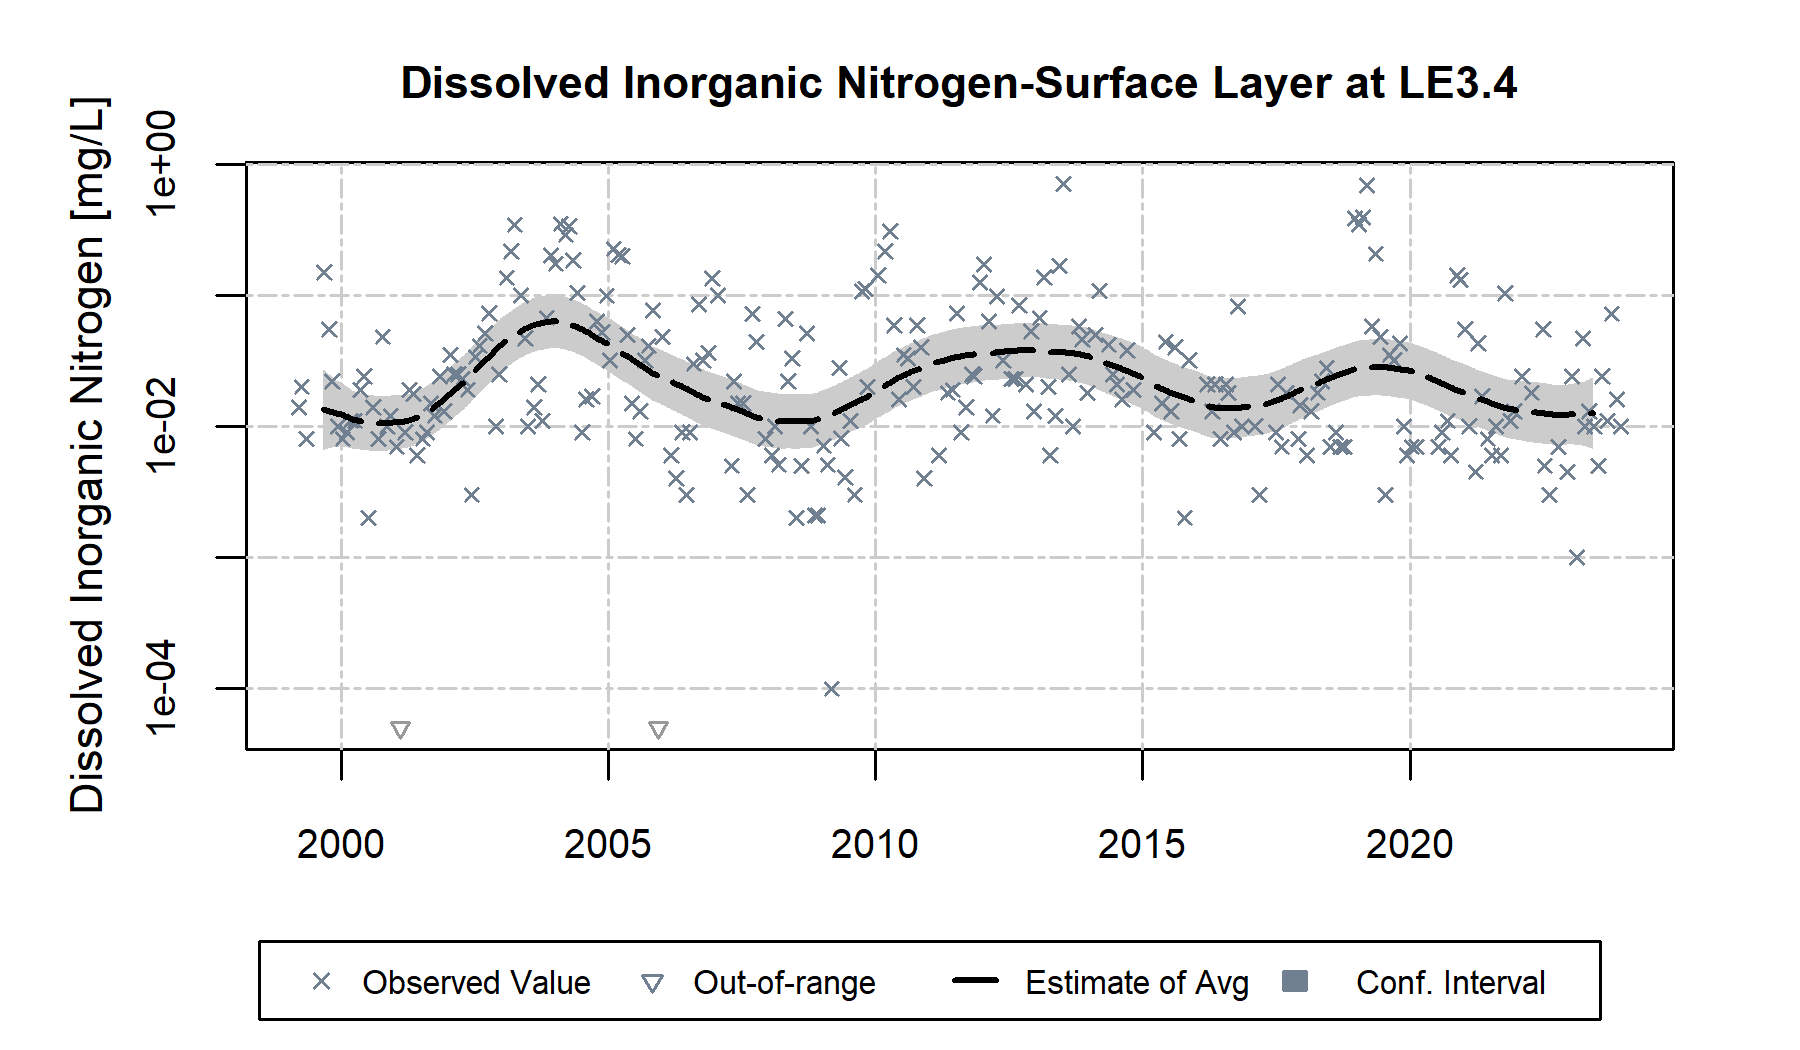 Dissolved Inorganic Nitrogen-Surface Layer at LE3.4
Dissolved Inorganic Nitrogen [mg/L]
1e+00
1e-02
1e-04
2000 2005 2010 2015 2020
Observed Value Out-of-range Estimate of Avg Conf. Interval